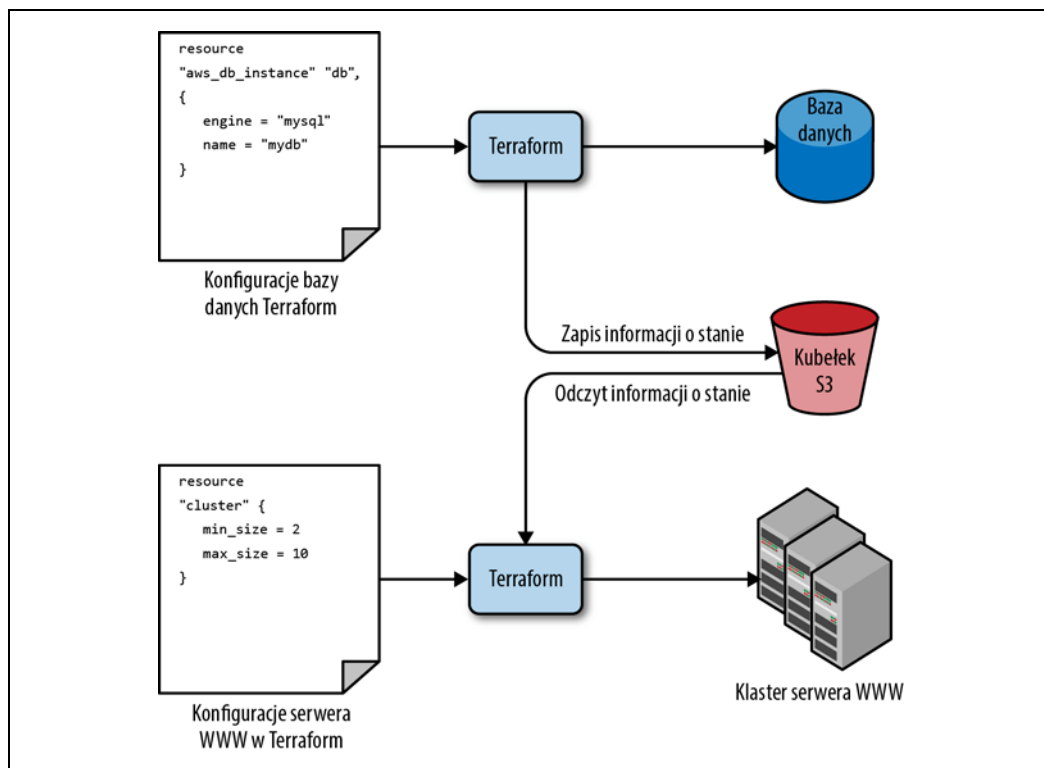 resource
"aws_db_instance" "db",
{
engine = "mysql"
name = "mydb"
}
Terraform
Baza
danych
Konfiguracje bazy
danych Terraform
Zapis informacji o stanie
Kubełek
S3
Odczyt informacji o stanie
resource
"cluster" {
min_size = 2
max_size = 10
}
Terraform
Klaster serwera WWW
Konfiguracje serwera
WWW w Terraform